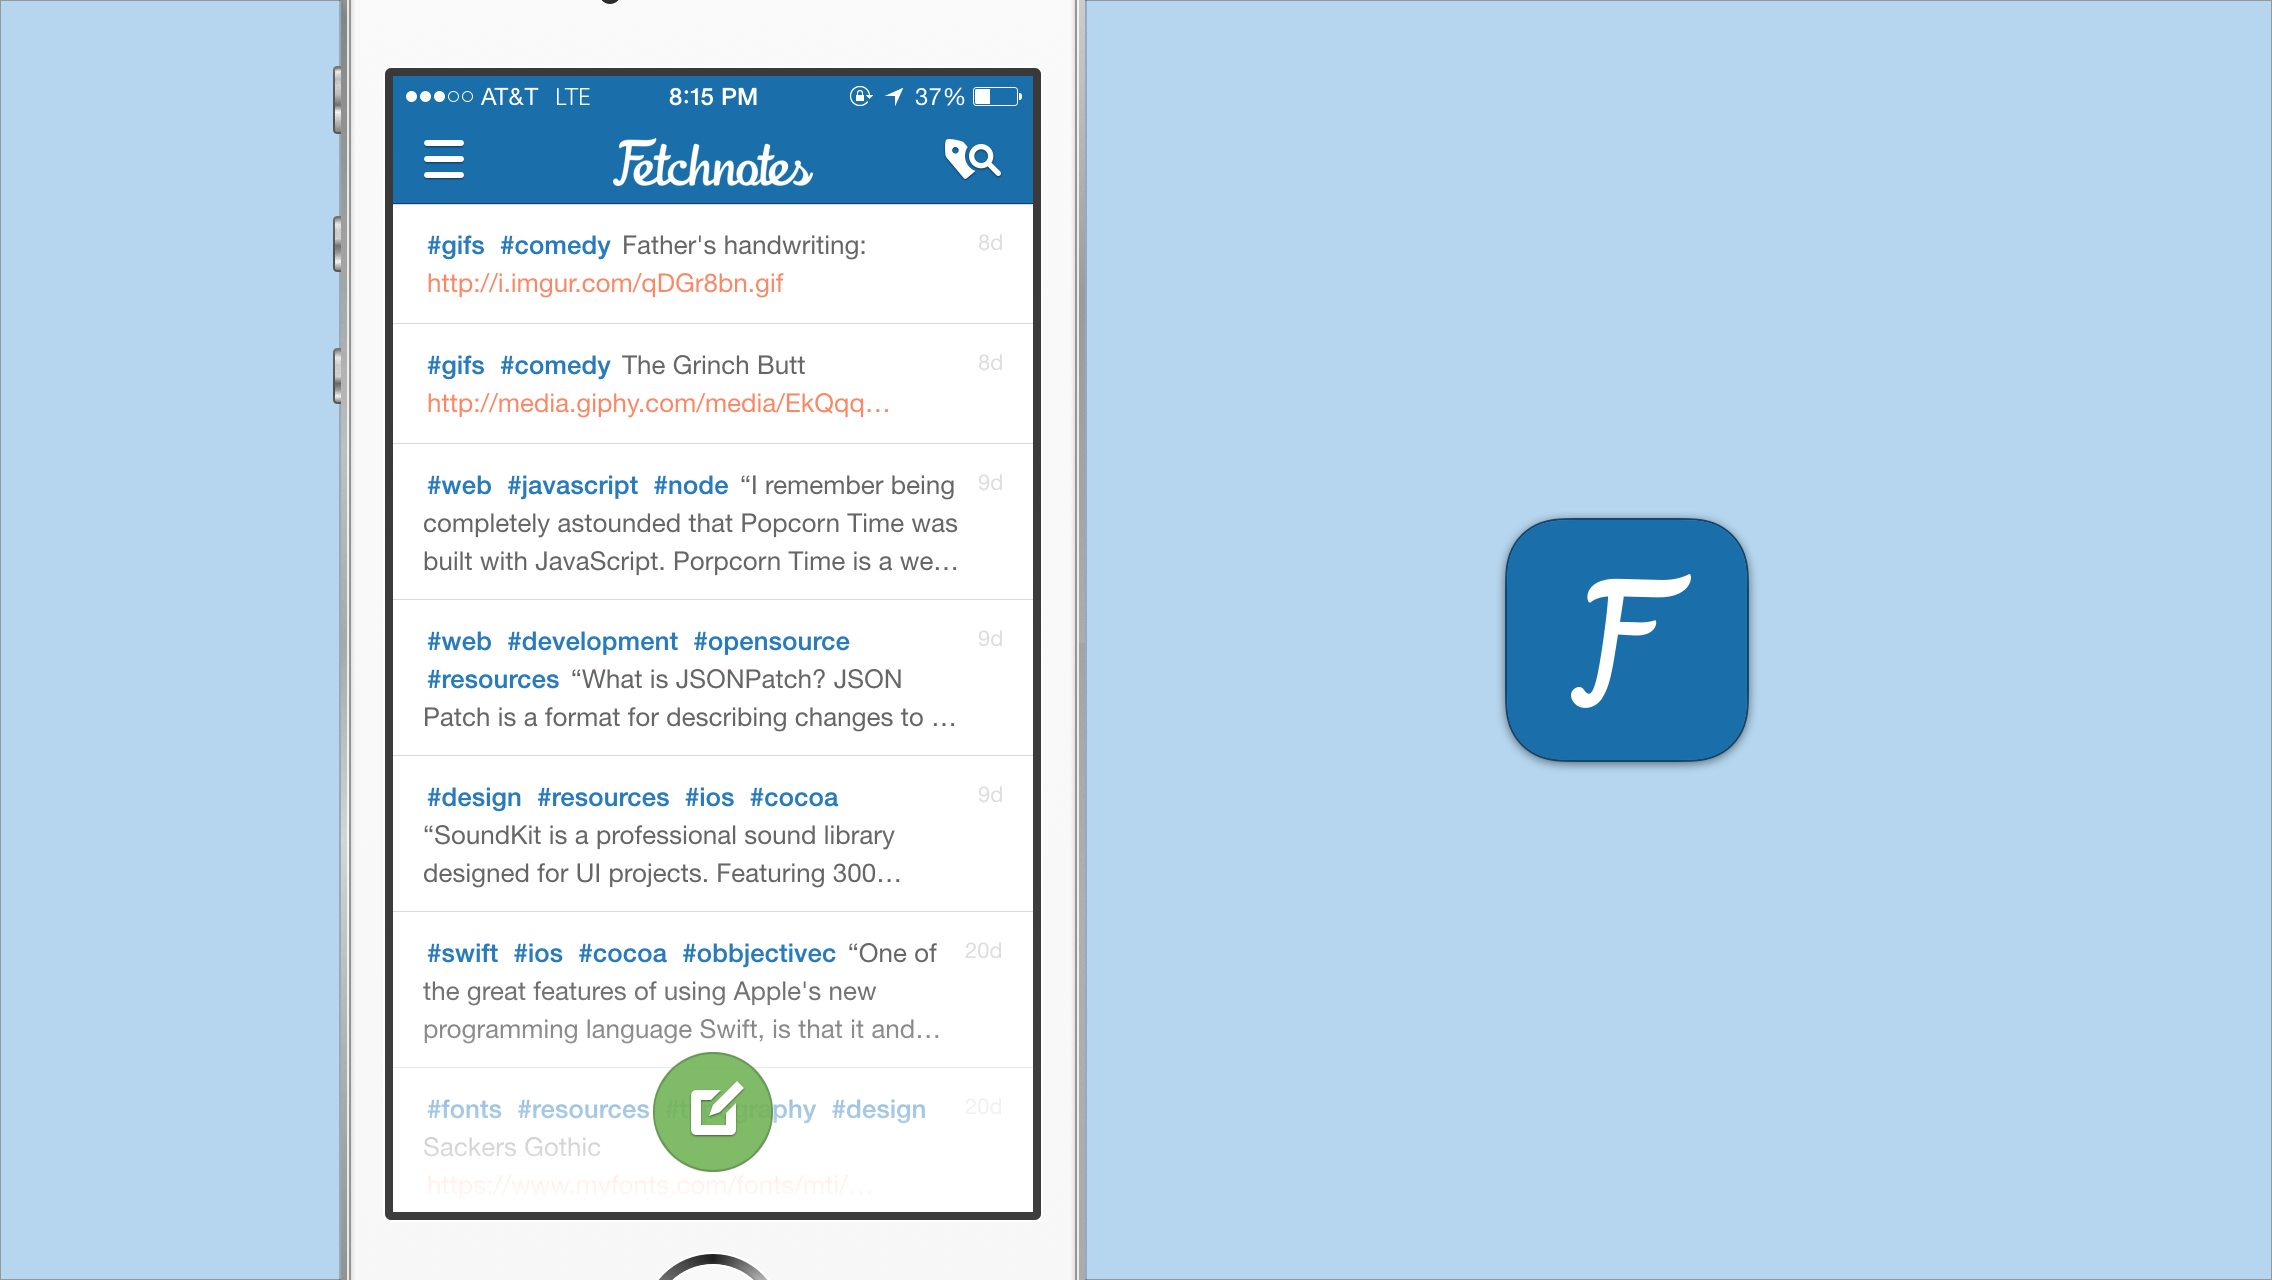 AT&T LTE 8:15 PM 37%
Fetchnotes
#gifs #comedy Father's handwriting: 8d
http://i.imgur.com/qDGr8bn.gif
#gifs #comedy The Grinch Butt 8d
http://media.giphy.com/media/EkQqq…
#web #javascript #node “I remember being 9d
completely astounded that Popcorn Time was
built with JavaScript. Porpcorn Time is a we…
#web #development #opensource 9d
#resources “What is JSONPatch? JSON
Patch is a format for describing changes to …
#design #resources #ios #cocoa 9d
“SoundKit is a professional sound library
designed for UI projects. Featuring 300…
#swift #ios #cocoa #obbjectivec “One of 20d
the great features of using Apple's new
programming language Swift, is that it and…
#fonts #resources #typography #design 20d
Sackers Gothic
https://www.myfonts.com/fonts/mti/…
F